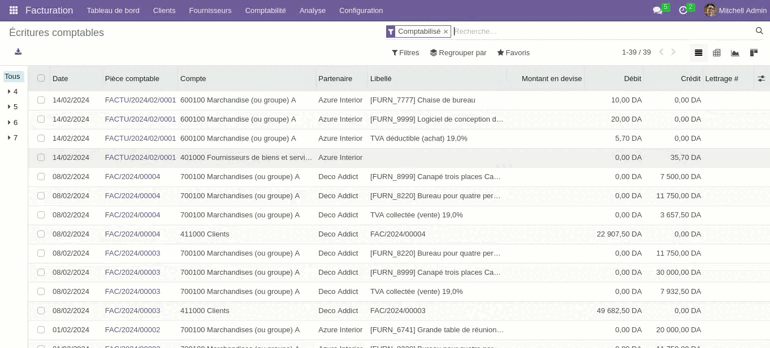 Facturation Tableau de bord Clients Fournisseurs Comptabilité Analyse Configuration 5 2 Mitchell Admin
Écritures comptables Comptabilisé × Recherche...
Filtres Regrouper par Favoris 1-39 / 39
Tous Date Pièce comptable Compte Partenaire Libellé Montant en devise Débit Crédit Lettrage #
4 14/02/2024 FACTU/2024/02/0001 600100 Marchandise (ou groupe) A Azure Interior [FURN_7777] Chaise de bureau 10,00 DA 0,00 DA
5 14/02/2024 FACTU/2024/02/0001 600100 Marchandise (ou groupe) A Azure Interior [FURN_9999] Logiciel de conception d... 20,00 DA 0,00 DA
6 14/02/2024 FACTU/2024/02/0001 600100 Marchandise (ou groupe) A Azure Interior TVA déductible (achat) 19,0% 5,70 DA 0,00 DA
7 14/02/2024 FACTU/2024/02/0001 401000 Fournisseurs de biens et servi... Azure Interior 0,00 DA 35,70 DA
08/02/2024 FAC/2024/00004 700100 Marchandises (ou groupe) A Deco Addict [FURN_8999] Canapé trois places Ca... 0,00 DA 7 500,00 DA
08/02/2024 FAC/2024/00004 700100 Marchandises (ou groupe) A Deco Addict [FURN_8220] Bureau pour quatre per... 0,00 DA 11 750,00 DA
08/02/2024 FAC/2024/00004 700100 Marchandises (ou groupe) A Deco Addict TVA collectée (vente) 19,0% 0,00 DA 3 657,50 DA
08/02/2024 FAC/2024/00004 411000 Clients Deco Addict FAC/2024/00004 22 907,50 DA 0,00 DA
08/02/2024 FAC/2024/00003 700100 Marchandises (ou groupe) A Deco Addict [FURN_8220] Bureau pour quatre per... 0,00 DA 11 750,00 DA
08/02/2024 FAC/2024/00003 700100 Marchandises (ou groupe) A Deco Addict [FURN_8999] Canapé trois places Ca... 0,00 DA 30 000,00 DA
08/02/2024 FAC/2024/00003 700100 Marchandises (ou groupe) A Deco Addict TVA collectée (vente) 19,0% 0,00 DA 7 932,50 DA
08/02/2024 FAC/2024/00003 411000 Clients Deco Addict FAC/2024/00003 49 682,50 DA 0,00 DA
01/02/2024 FAC/2024/00002 700100 Marchandises (ou groupe) A Azure Interior [FURN_6741] Grande table de réunion... 0,00 DA 20 000,00 DA